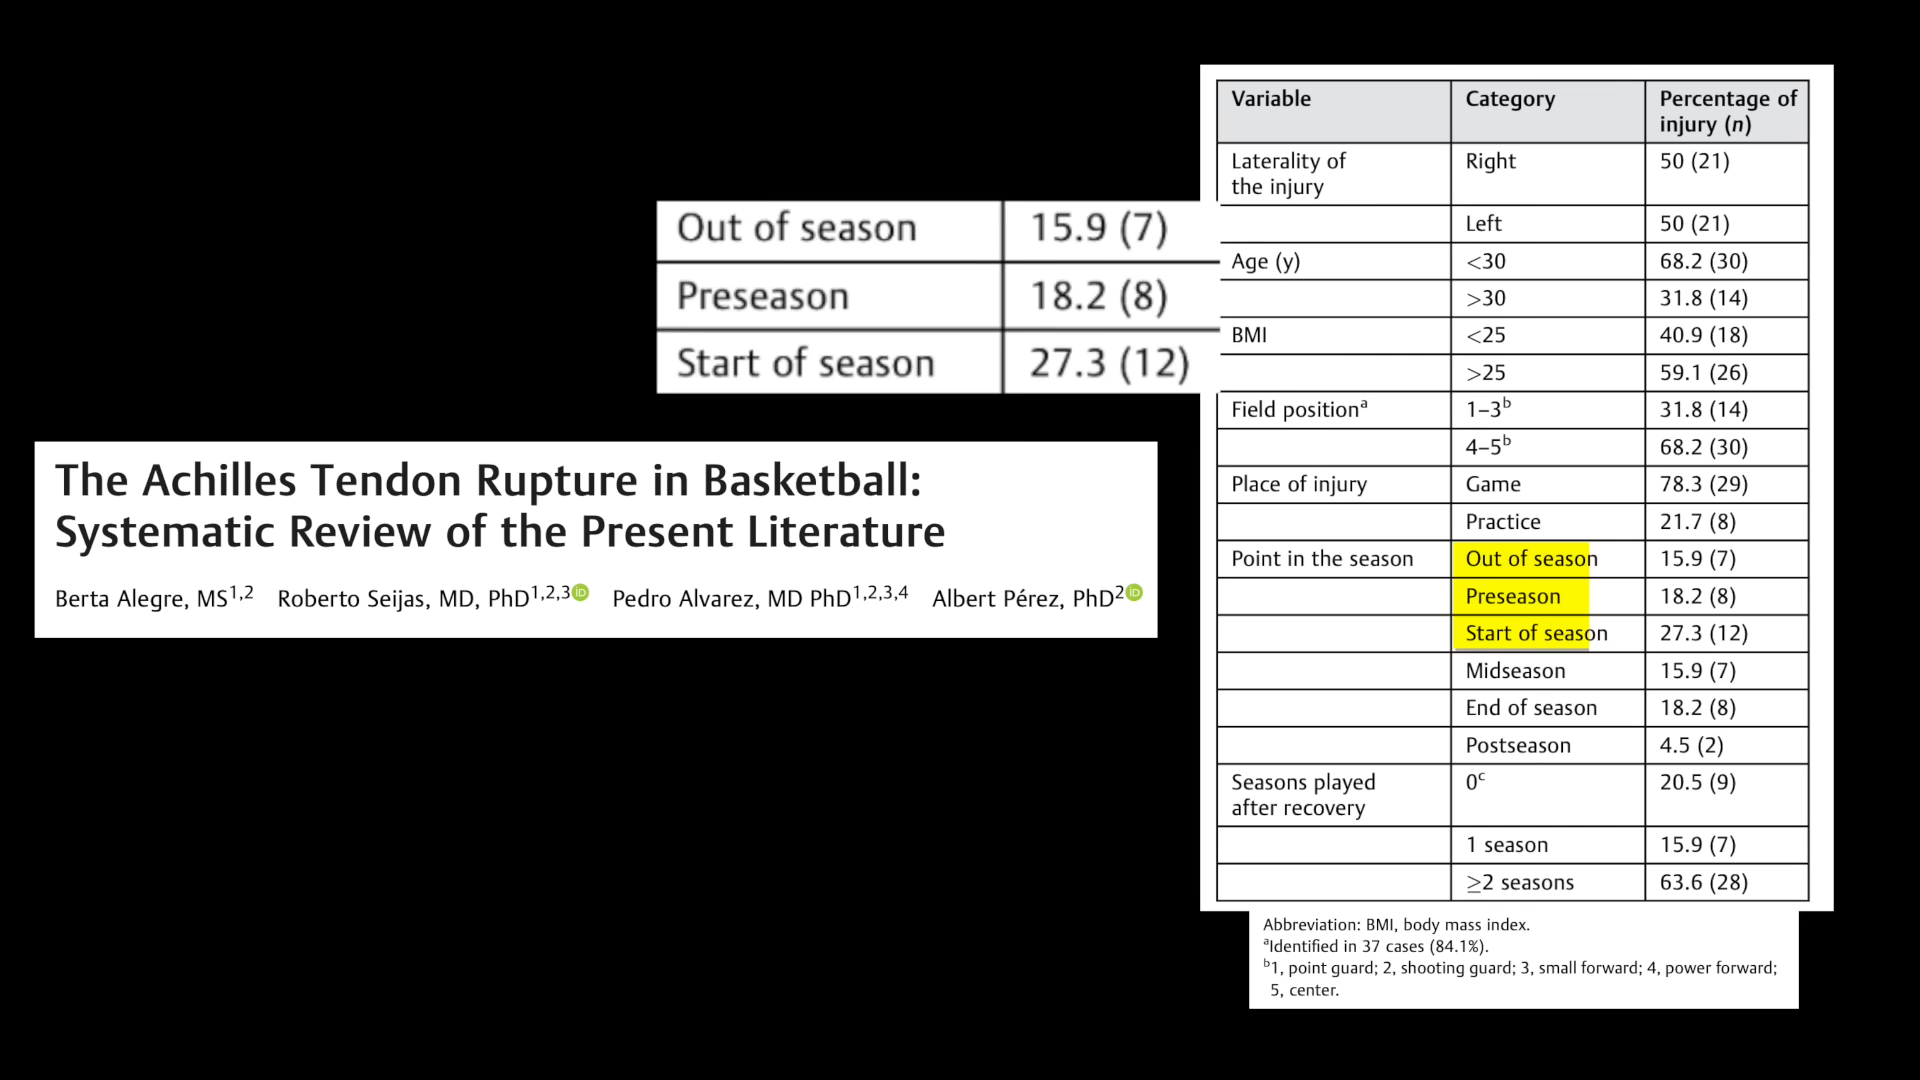 Out of season 15.9 (7)
Preseason 18.2 (8)
Start of season 27.3 (12)
The Achilles Tendon Rupture in Basketball:
Systematic Review of the Present Literature
Berta Alegre, MS1,2 Roberto Seijas, MD, PhD1,2,3 iD Pedro Alvarez, MD PhD1,2,3,4 Albert Pérez, PhD2 iD
Variable Category Percentage of
injury (n)
Laterality of Right 50 (21)
the injury
Left 50 (21)
Age (y) <30 68.2 (30)
>30 31.8 (14)
BMI <25 40.9 (18)
>25 59.1 (26)
Field positiona 1–3b 31.8 (14)
4–5b 68.2 (30)
Place of injury Game 78.3 (29)
Practice 21.7 (8)
Point in the season Out of season 15.9 (7)
Preseason 18.2 (8)
Start of season 27.3 (12)
Midseason 15.9 (7)
End of season 18.2 (8)
Postseason 4.5 (2)
Seasons played 0c 20.5 (9)
after recovery
1 season 15.9 (7)
≥2 seasons 63.6 (28)
Abbreviation: BMI, body mass index.
aIdentified in 37 cases (84.1%).
b1, point guard; 2, shooting guard; 3, small forward; 4, power forward;
5, center.